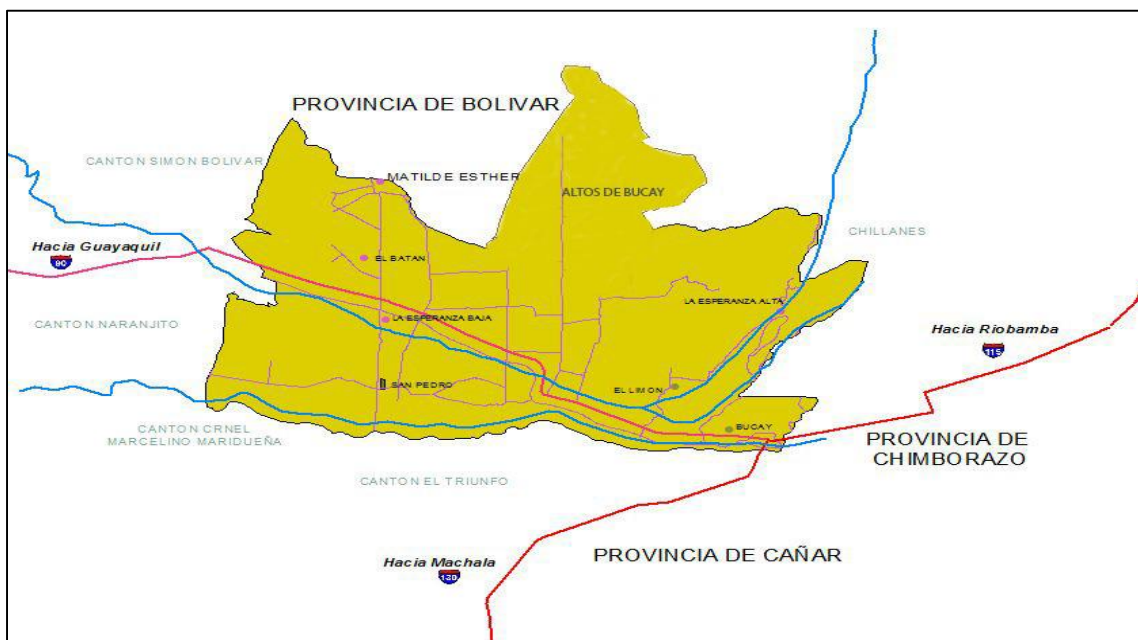 PROVINCIA DE BOLIVAR
CANTON SIMON BOLIVAR
MATILDE ESTHER
ALTOS DE BUCAY
CHILLANES
Hacia Guayaquil
90
EL BATAN
LA ESPERANZA ALTA
CANTON NARANJITO
LA ESPERANZA BAJA
Hacia Riobamba
115
SAN PEDRO
EL LIMON
CANTON CRNEL
MARCELINO MARIDUEÑA
BUCAY
PROVINCIA DE
CHIMBORAZO
CANTON EL TRIUNFO
PROVINCIA DE CAÑAR
Hacia Machala
130